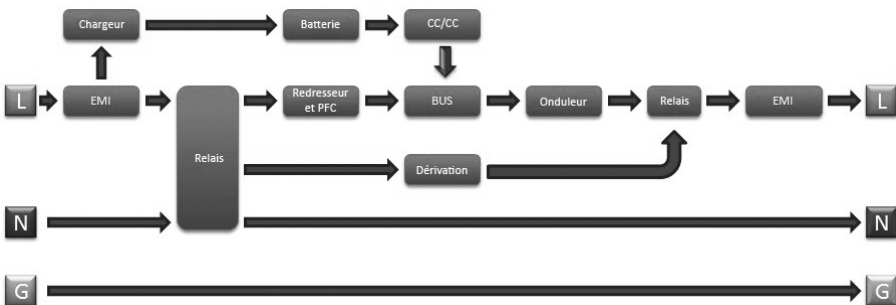 Chargeur
Batterie
CC/CC
L
EMI
Redresseur
et PFC
BUS
Onduleur
Relais
EMI
L
Relais
Dérivation
N
N
G
G